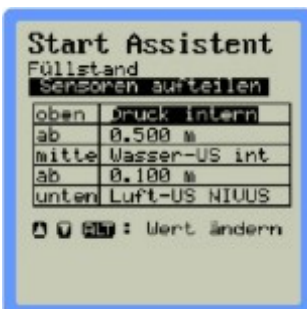 Start Assistent
Füllstand
Sensoren aufteilen
oben Druck intern
ab 0.500 m
mitte Wasser-US int
ab 0.100 m
unten Luft-US NIVUS
ALT : Wert ändern